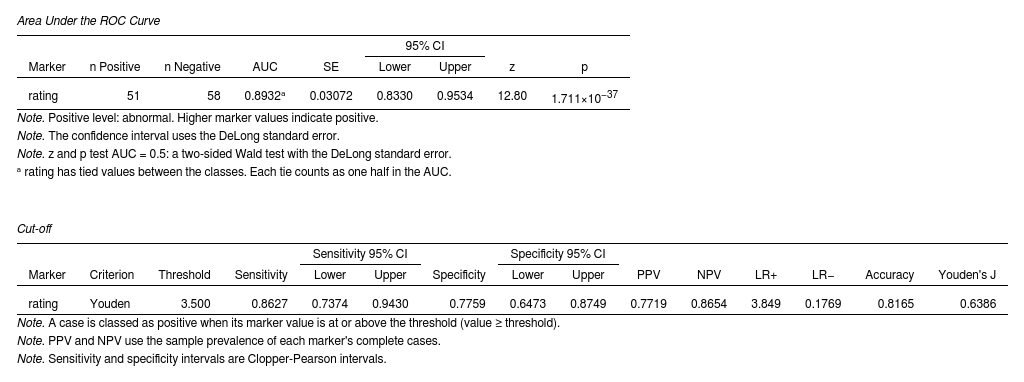 Area Under the ROC Curve
95% CI
Marker n Positive n Negative AUC SE Lower Upper z p
rating 51 58 0.8932ᵃ 0.03072 0.8330 0.9534 12.80 1.711×10⁻³⁷
Note. Positive level: abnormal. Higher marker values indicate positive.
Note. The confidence interval uses the DeLong standard error.
Note. z and p test AUC = 0.5: a two-sided Wald test with the DeLong standard error.
ᵃ rating has tied values between the classes. Each tie counts as one half in the AUC.
Cut-off
Sensitivity 95% CI Specificity 95% CI
Marker Criterion Threshold Sensitivity Lower Upper Specificity Lower Upper PPV NPV LR+ LR− Accuracy Youden's J
rating Youden 3.500 0.8627 0.7374 0.9430 0.7759 0.6473 0.8749 0.7719 0.8654 3.849 0.1769 0.8165 0.6386
Note. A case is classed as positive when its marker value is at or above the threshold (value ≥ threshold).
Note. PPV and NPV use the sample prevalence of each marker's complete cases.
Note. Sensitivity and specificity intervals are Clopper-Pearson intervals.